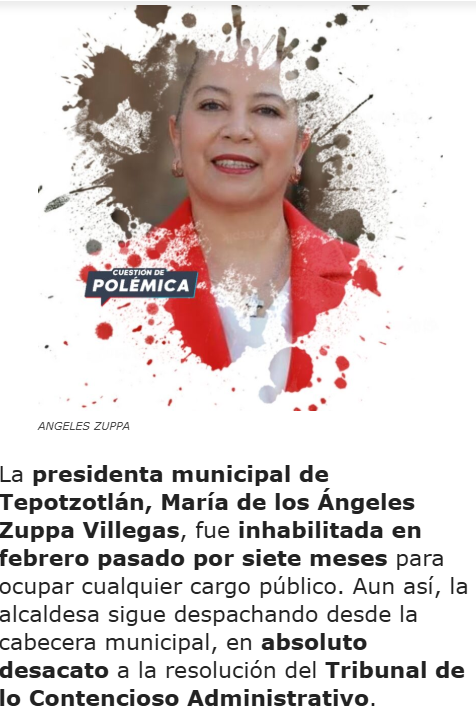 CUESTIÓN DE
POLÉMICA
ANGELES ZUPPA
La presidenta municipal de
Tepotzotlán, María de los Ángeles
Zuppa Villegas, fue inhabilitada en
febrero pasado por siete meses para
ocupar cualquier cargo público. Aun así, la
alcaldesa sigue despachando desde la
cabecera municipal, en absoluto
desacato a la resolución del Tribunal de
lo Contencioso Administrativo.